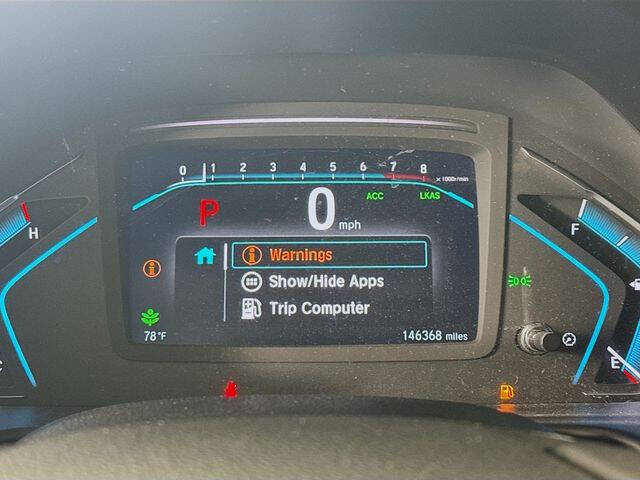 0 1 2 3 4 5 6 7 8
x1000r/min
P 0 mph
ACC LKAS
H
F
Warnings
Show/Hide Apps
Trip Computer
78°F
146368 miles
C
E